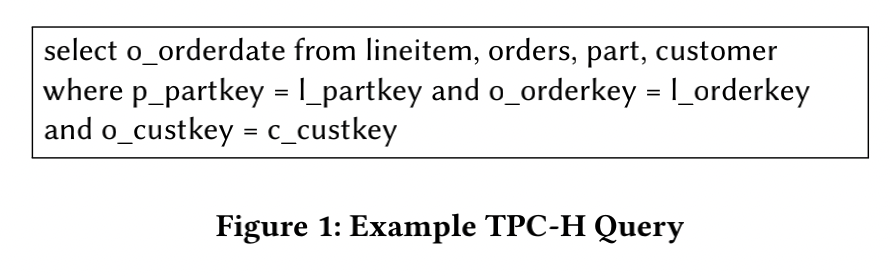 select o_orderdate from lineitem, orders, part, customer
where p_partkey = l_partkey and o_orderkey = l_orderkey
and o_custkey = c_custkey
Figure 1: Example TPC-H Query